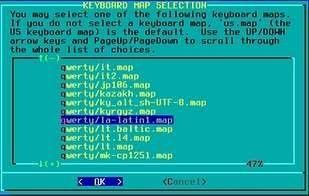 KEYBOARD MAP SELECTION
You may select one of the following keyboard maps.
If you do not select a keyboard map, 'us.map' (the
US keyboard map) is the default. Use the UP/DOWN
arrow keys and PageUp/PageDown to scroll through
the whole list of choices.
↑(-)
qwerty/it.map
qwerty/it2.map
qwerty/jp106.map
qwerty/kazakh.map
qwerty/ky_alt_sh-UTF-8.map
qwerty/kyrgyz.map
qwerty/la-latin1.map
qwerty/lt.baltic.map
qwerty/lt.l4.map
qwerty/lt.map
qwerty/mk-cp1251.map
↓(+) 47%
< OK > <Cancel>